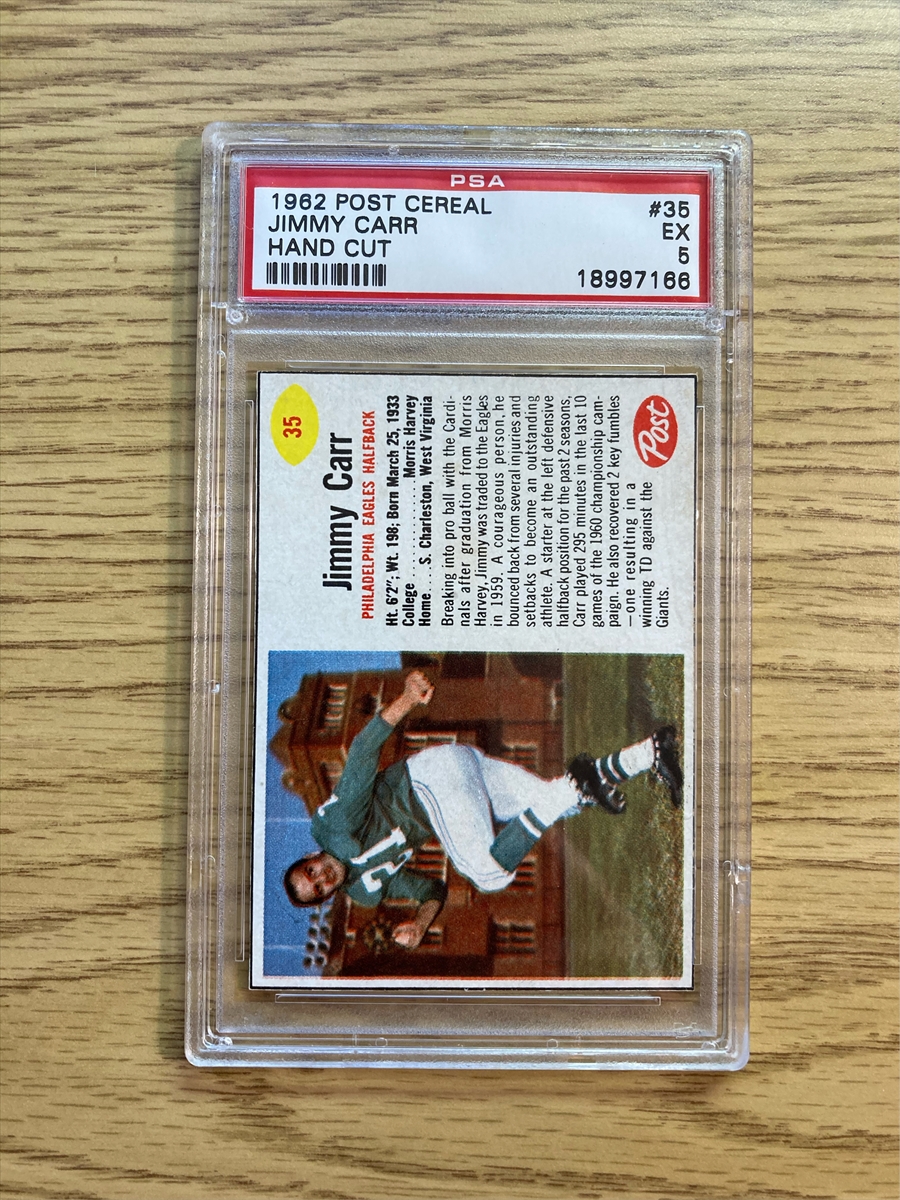 PSA
1962 POST CEREAL #35
JIMMY CARR EX
HAND CUT 5
18997166
35
Jimmy Carr
PHILADELPHIA EAGLES HALFBACK
Ht. 6'2"; Wt. 198; Born March 25, 1933
College .......... Morris Harvey
Home.... S. Charleston, West Virginia
Breaking into pro ball with the Cardi-
nals after graduation from Morris
Harvey, Jimmy was traded to the Eagles
in 1959. A courageous person, he
bounced back from several injuries and
setbacks to become an outstanding
athlete. A starter at the left defensive
halfback position for the past 2 seasons,
Carr played 295 minutes in the last 10
games of the 1960 championship cam-
paign. He also recovered 2 key fumbles
—one resulting in a
winning TD against the
Giants.
Post
12